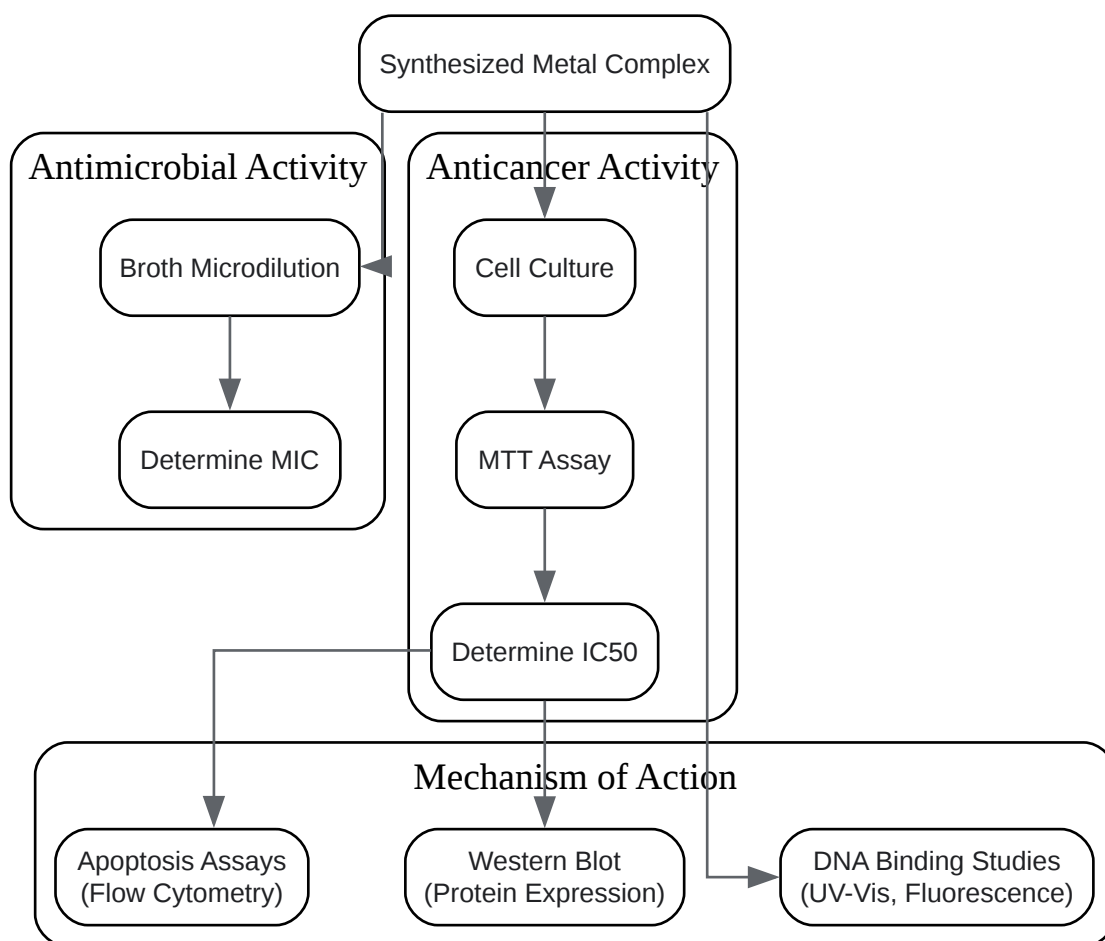 Synthesized Metal Complex
Antimicrobial Activity
Broth Microdilution
Determine MIC
Anticancer Activity
Cell Culture
MTT Assay
Determine IC50
Mechanism of Action
Apoptosis Assays
(Flow Cytometry)
Western Blot
(Protein Expression)
DNA Binding Studies
(UV-Vis, Fluorescence)